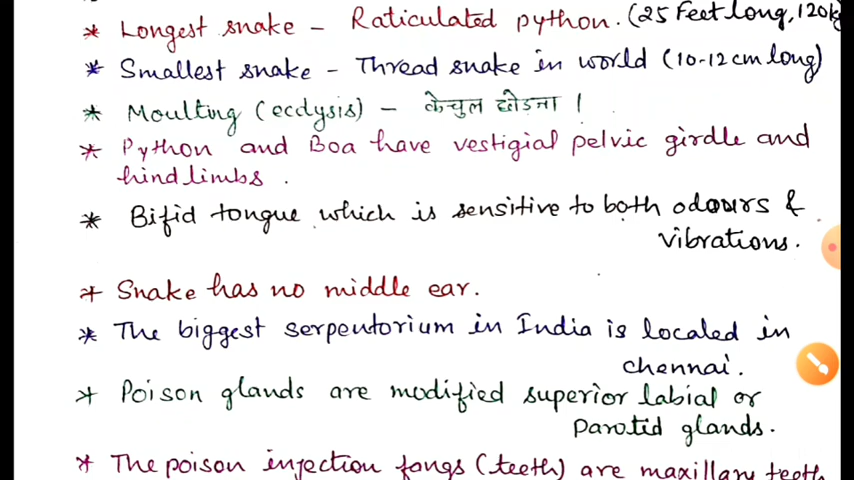 * Longest snake - Raticulated python. (25 Feet long, 120kg
* Smallest snake - Thread snake in world (10-12 cm long)
* Moulting (ecdysis) - केचुल छोड़ना ।
* Python and Boa have vestigial pelvic girdle and
hind limbs.
* Bifid tongue which is sensitive to both odours &
vibrations.
* Snake has no middle ear.
* The biggest serpentorium in India is located in
chennai.
* Poison glands are modified superior labial or
Parotid glands.
* The poison injection fangs (teeth) are maxillary teeth